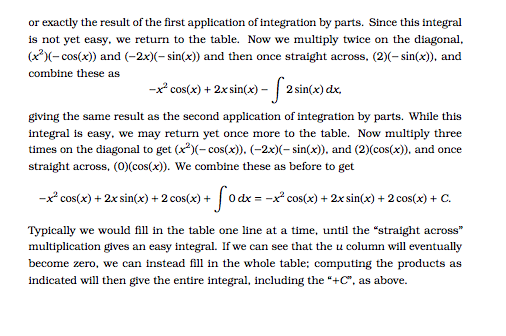 or exactly the result of the first application of integration by parts. Since this integral
is not yet easy, we return to the table. Now we multiply twice on the diagonal,
(x²)(− cos(x)) and (−2x)(− sin(x)) and then once straight across, (2)(− sin(x)), and
combine these as
−x² cos(x) + 2x sin(x) − ∫ 2 sin(x) dx,
giving the same result as the second application of integration by parts. While this
integral is easy, we may return yet once more to the table. Now multiply three
times on the diagonal to get (x²)(− cos(x)), (−2x)(− sin(x)), and (2)(cos(x)), and once
straight across, (0)(cos(x)). We combine these as before to get
−x² cos(x) + 2x sin(x) + 2 cos(x) + ∫ 0 dx = −x² cos(x) + 2x sin(x) + 2 cos(x) + C.
Typically we would fill in the table one line at a time, until the “straight across”
multiplication gives an easy integral. If we can see that the u column will eventually
become zero, we can instead fill in the whole table; computing the products as
indicated will then give the entire integral, including the “+C”, as above.